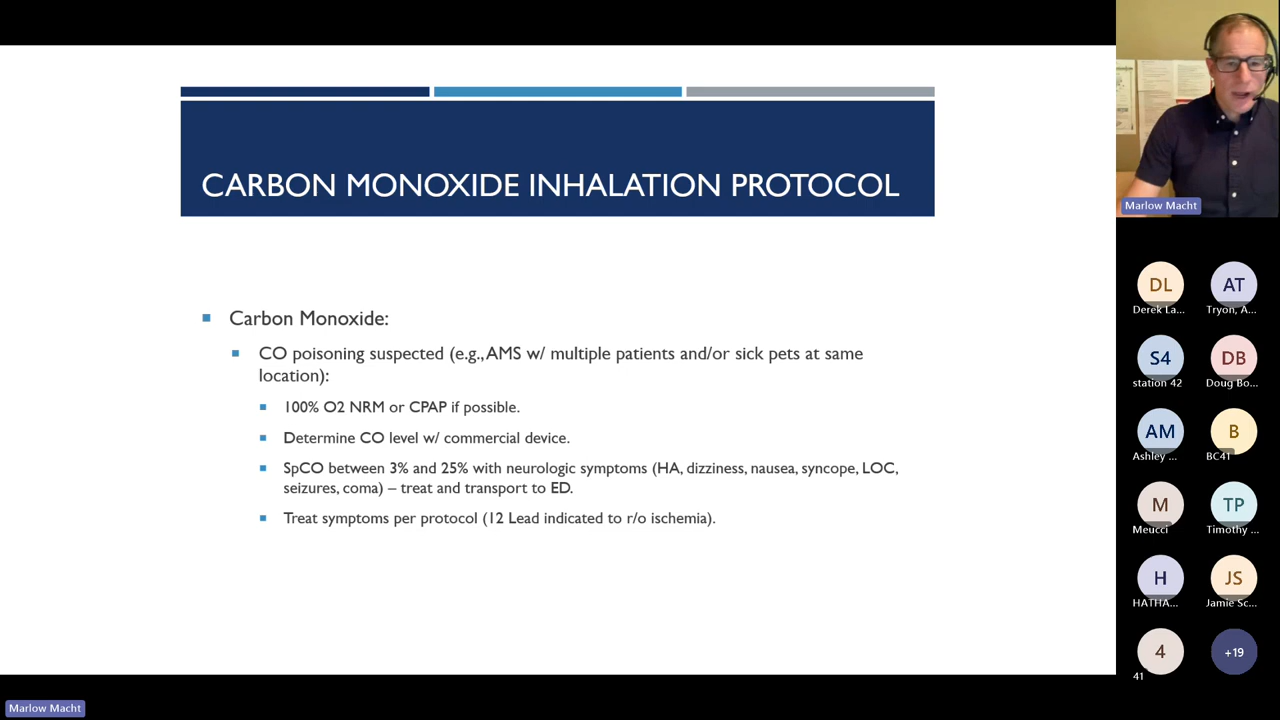 CARBON MONOXIDE INHALATION PROTOCOL
Carbon Monoxide:
CO poisoning suspected (e.g., AMS w/ multiple patients and/or sick pets at same
location):
100% O2 NRM or CPAP if possible.
Determine CO level w/ commercial device.
SpCO between 3% and 25% with neurologic symptoms (HA, dizziness, nausea, syncope, LOC,
seizures, coma) – treat and transport to ED.
Treat symptoms per protocol (12 Lead indicated to r/o ischemia).
Marlow Macht
DL
AT
Derek La...
Tryon, A...
S4
DB
station 42
Doug Bo...
AM
B
Ashley ...
BC41
M
TP
Meucci
Timothy ...
H
JS
HATHA...
Jamie Sc...
4
+19
41
Marlow Macht